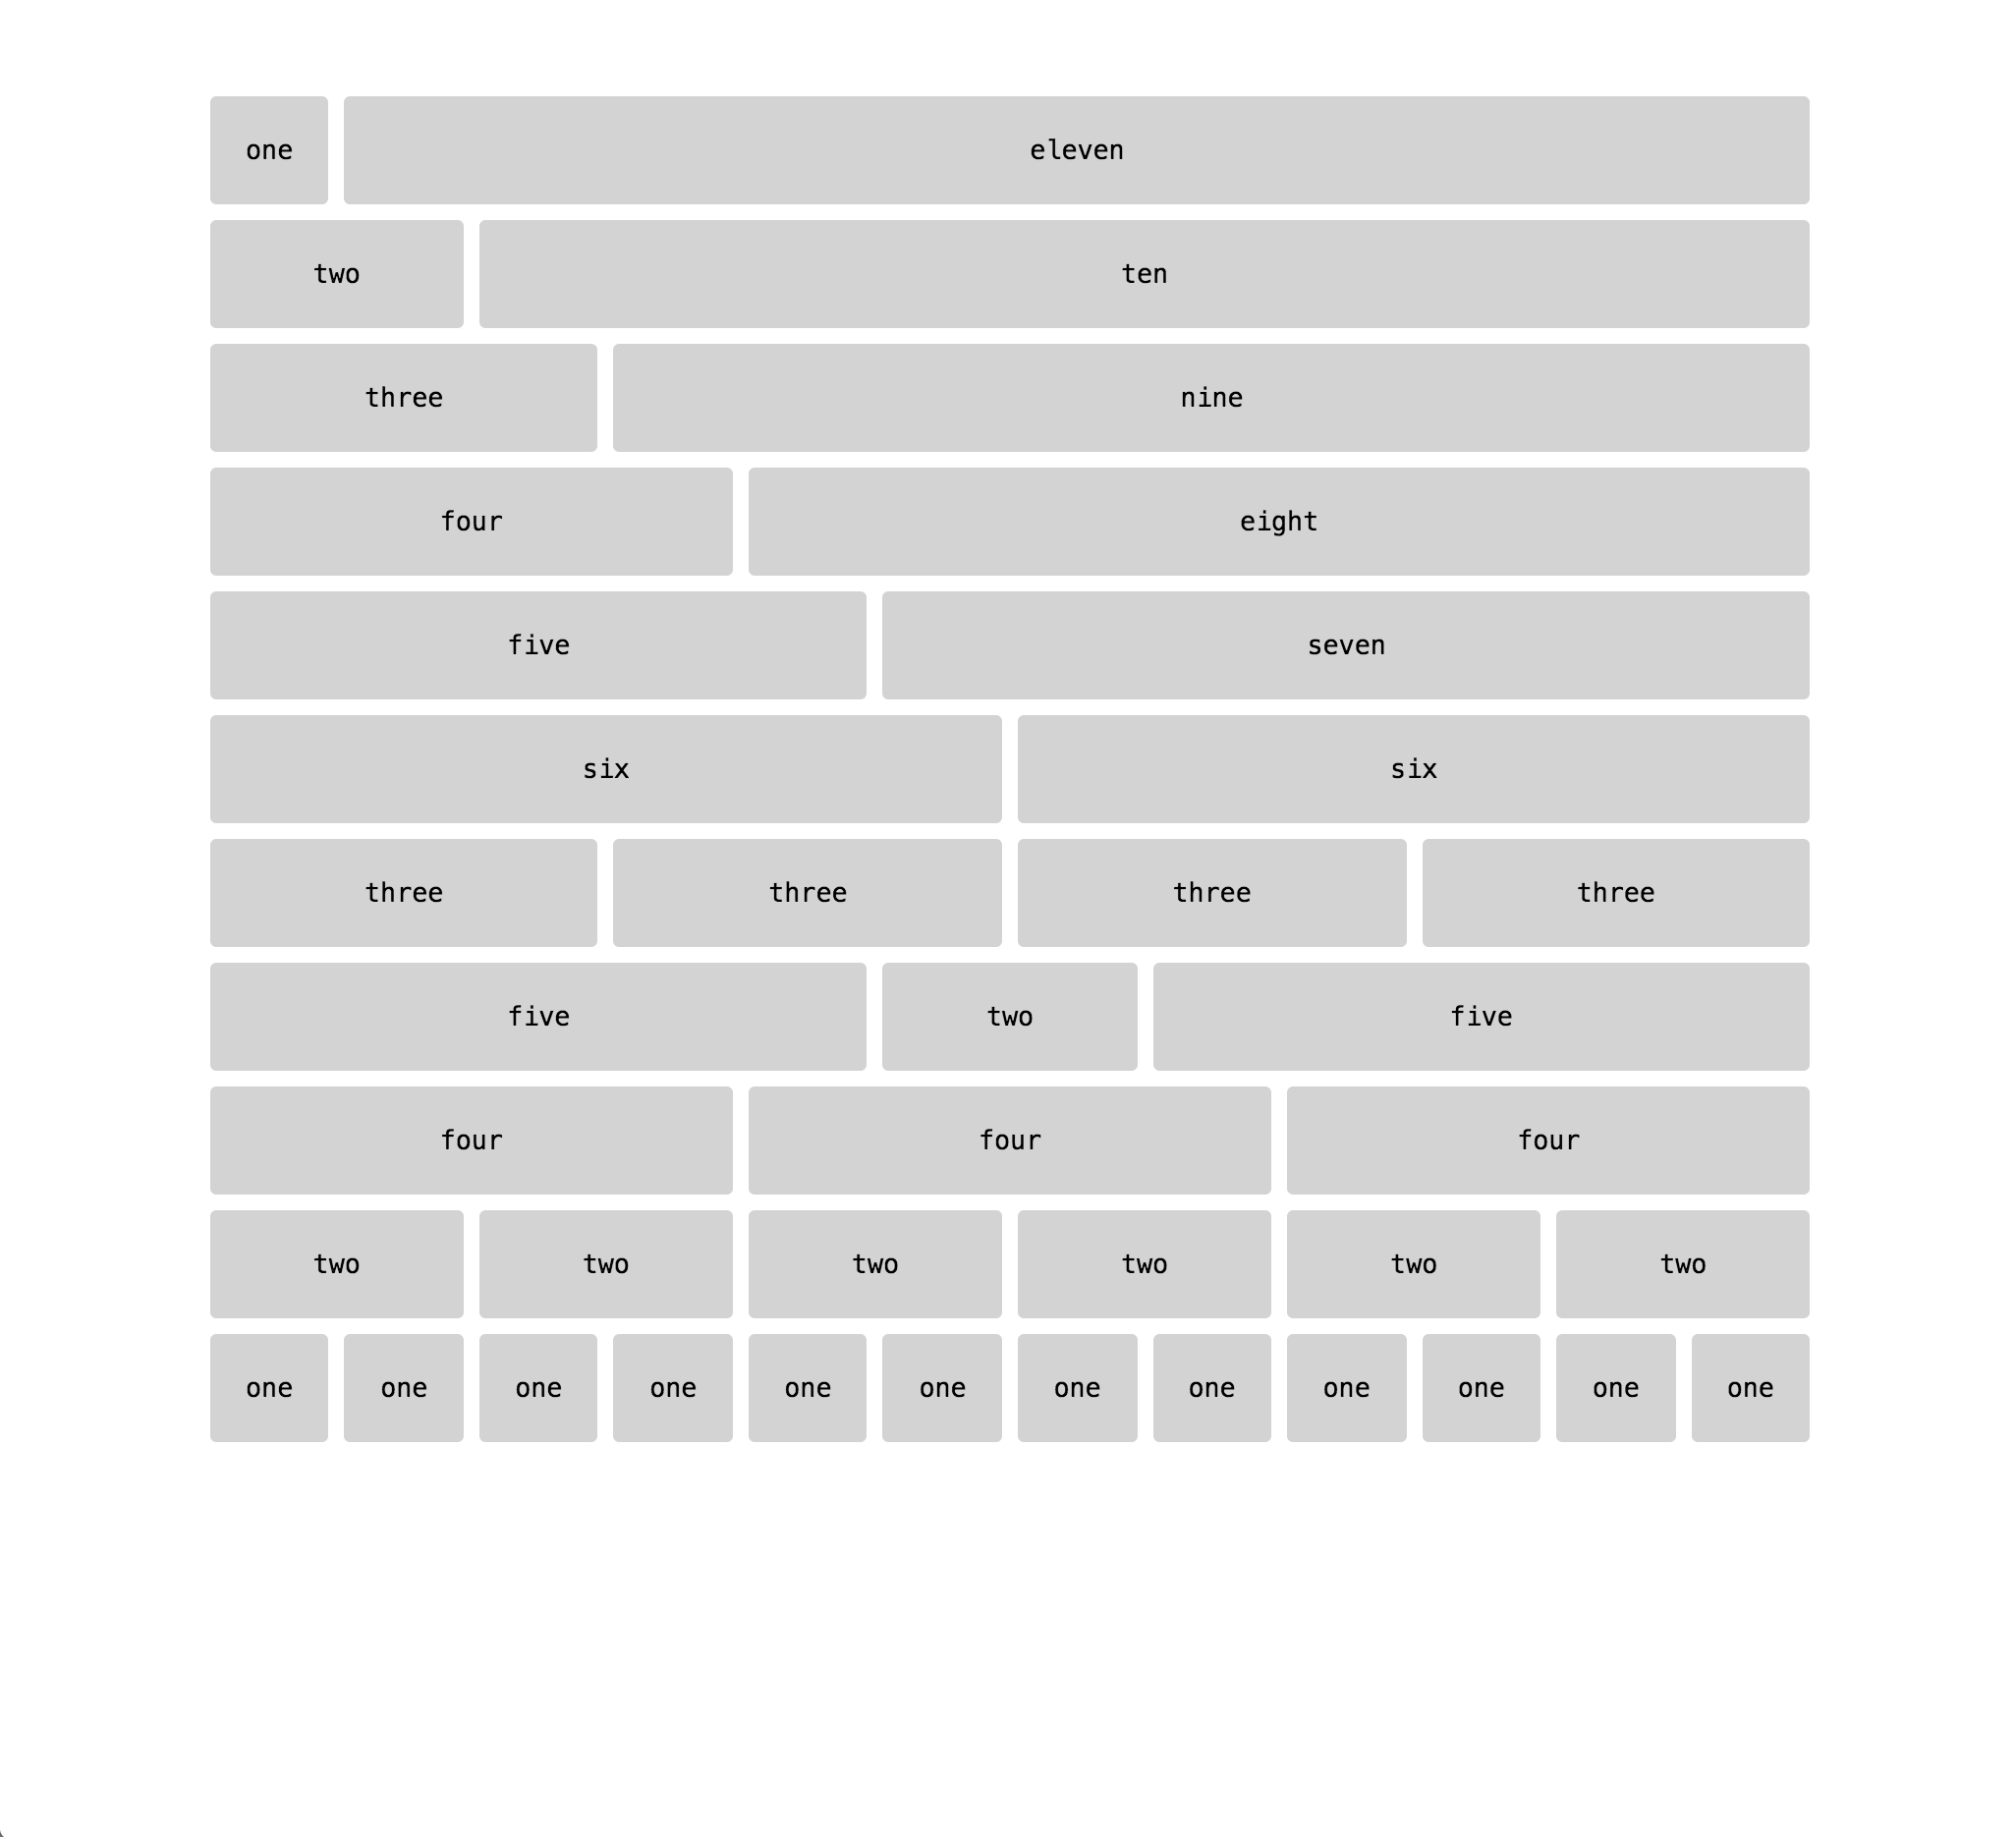 one eleven
two ten
three nine
four eight
five seven
six six
three three three three
five two five
four four four
two two two two two two
one one one one one one one one one one one one